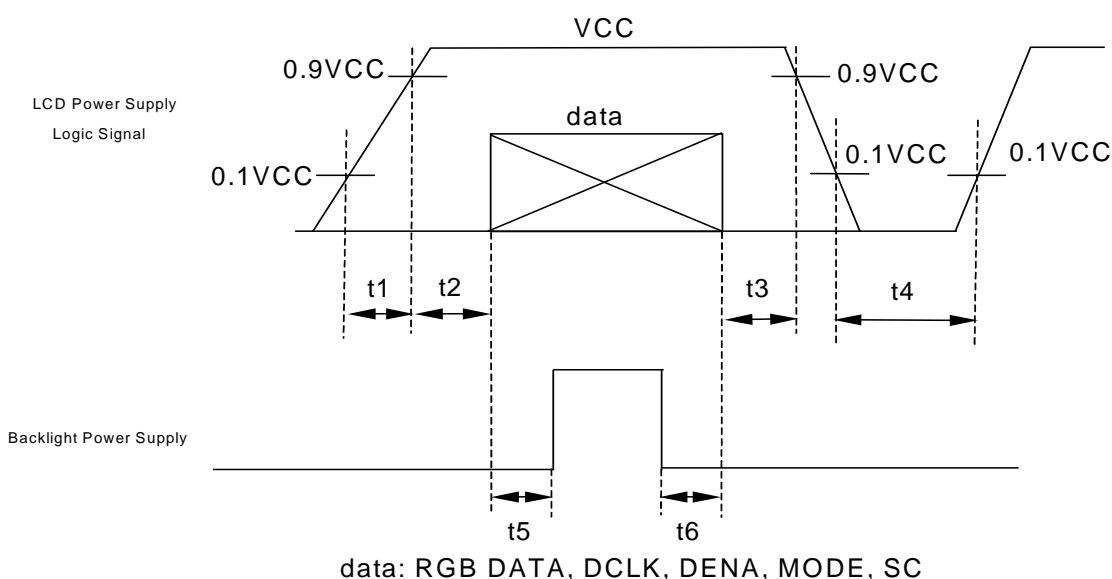 VCC
0.9VCC
0.9VCC
LCD Power Supply
Logic Signal
data
0.1VCC
0.1VCC
0.1VCC
t1
t2
t3
t4
Backlight Power Supply
t5
t6
data: RGB DATA, DCLK, DENA, MODE, SC